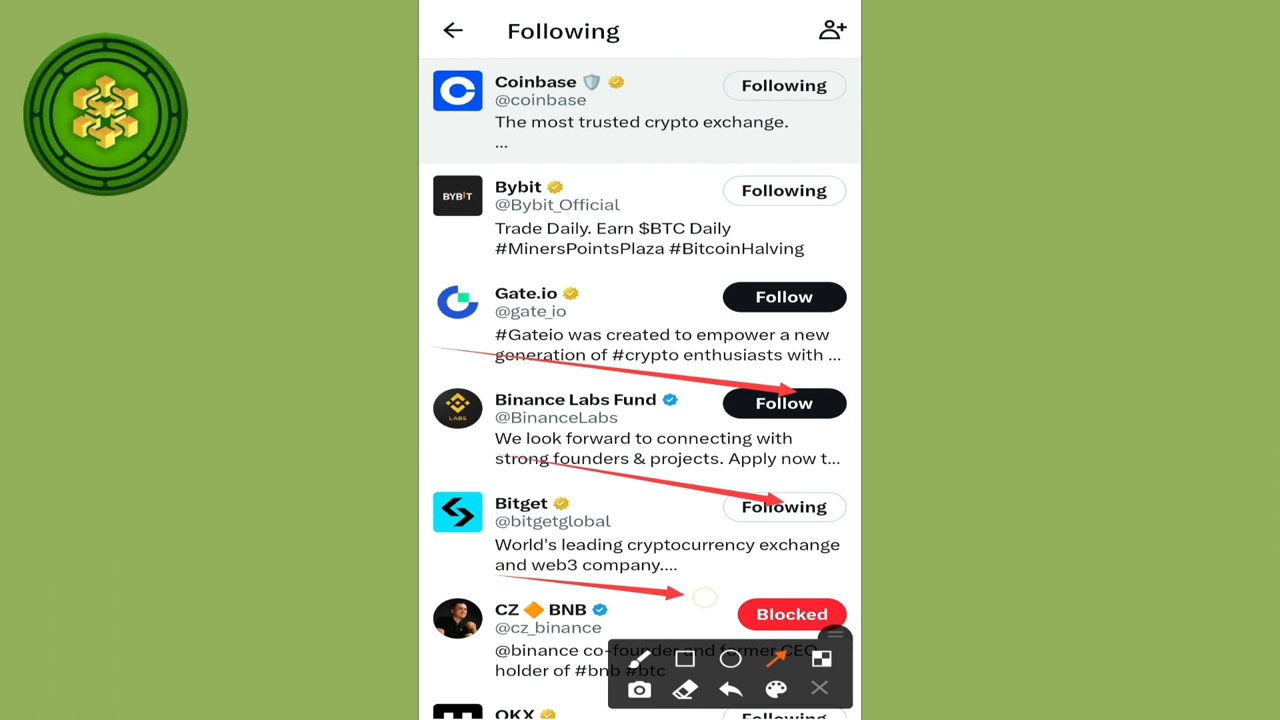 Following
Coinbase
Following
@coinbase
The most trusted crypto exchange.
...
BYBIT
Bybit
Following
@Bybit_Official
Trade Daily. Earn $BTC Daily
#MinersPointsPlaza #BitcoinHalving
Gate.io
Follow
@gate_io
#Gateio was created to empower a new
generation of #crypto enthusiasts with ...
LABS
Binance Labs Fund
Follow
@BinanceLabs
We look forward to connecting with
strong founders & projects. Apply now t...
Bitget
Following
@bitgetglobal
World's leading cryptocurrency exchange
and web3 company....
CZ 🔶 BNB
Blocked
@cz_binance
@binance co-founder and former CEO
holder of #bnb #btc
OKX
Following